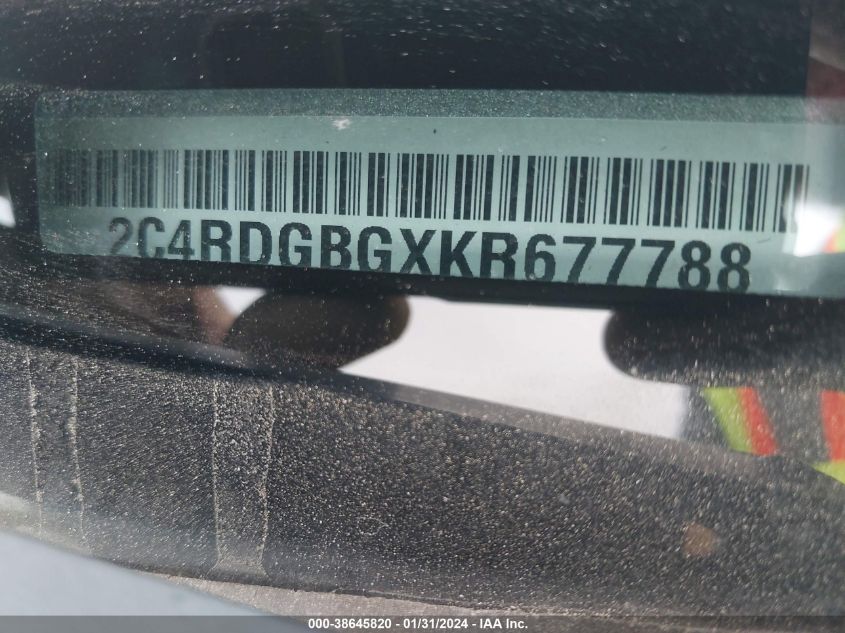 2C4RDGBGXKR677788
000-38645820 / 01/31/2024 - IAA Inc.